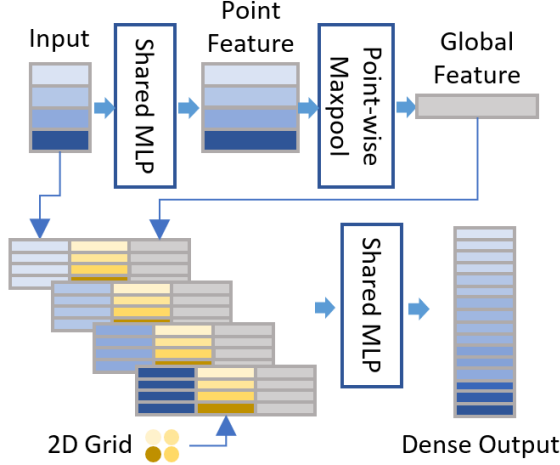 Input
Shared MLP
Point
Feature
Point-wise
Maxpool
Global
Feature
Shared MLP
2D Grid
Dense Output